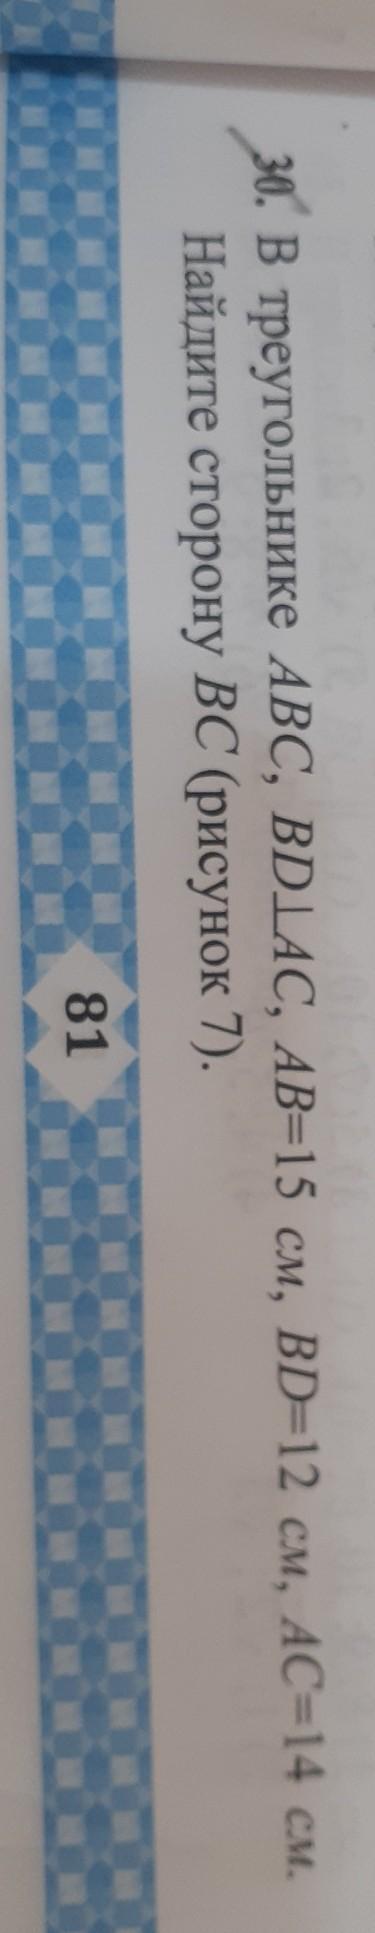 30. В треугольнике ABC, BD⊥AC, AB=15 см, BD=12 см, AC=14 см.
Найдите сторону BC (рисунок 7).
81